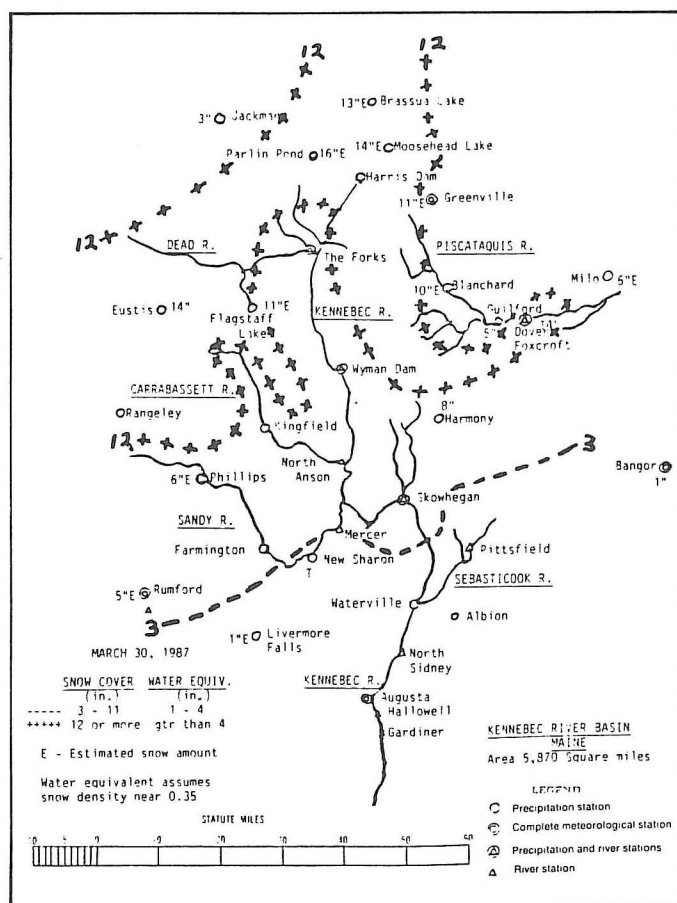 12
12
13"E Brassua Lake
3" Jackman
14"E Moosehead Lake
Parlin Pond 16"E
Harris Dam
11"E Greenville
12
DEAD R.
PISCATAQUIS R.
The Forks
Milo 6"E
10"E Blanchard
Eustis 14"
11"E
Flagstaff
Lake
KENNEBEC R.
Guilford
5"
Dover
Foxcroft
Wyman Dam
CARRABASSETT R.
8"
Rangeley
Harmony
12
Kingfield
3
North
Anson
Bangor
1"
6"E Phillips
Skowhegan
SANDY R.
Mercer
Farmington
New Sharon
T
Pittsfield
SEBASTICOOK R.
5"E Rumford
Waterville
Albion
3
1"E Livermore
Falls
North
Sidney
MARCH 30, 1987
KENNEBEC R.
SNOW COVER WATER EQUIV.
(in.) (in.)
----- 3 - 11 1 - 4
+++++ 12 or more gtr than 4
Augusta
Hallowell
Gardiner
E - Estimated snow amount
KENNEBEC RIVER BASIN
MAINE
Area 5,870 Square miles
Water equivalent assumes
snow density near 0.35
LEGEND
Precipitation station
Complete meteorological station
Precipitation and river stations
River station
STATUTE MILES
10 5 0 10 20 30 40 50